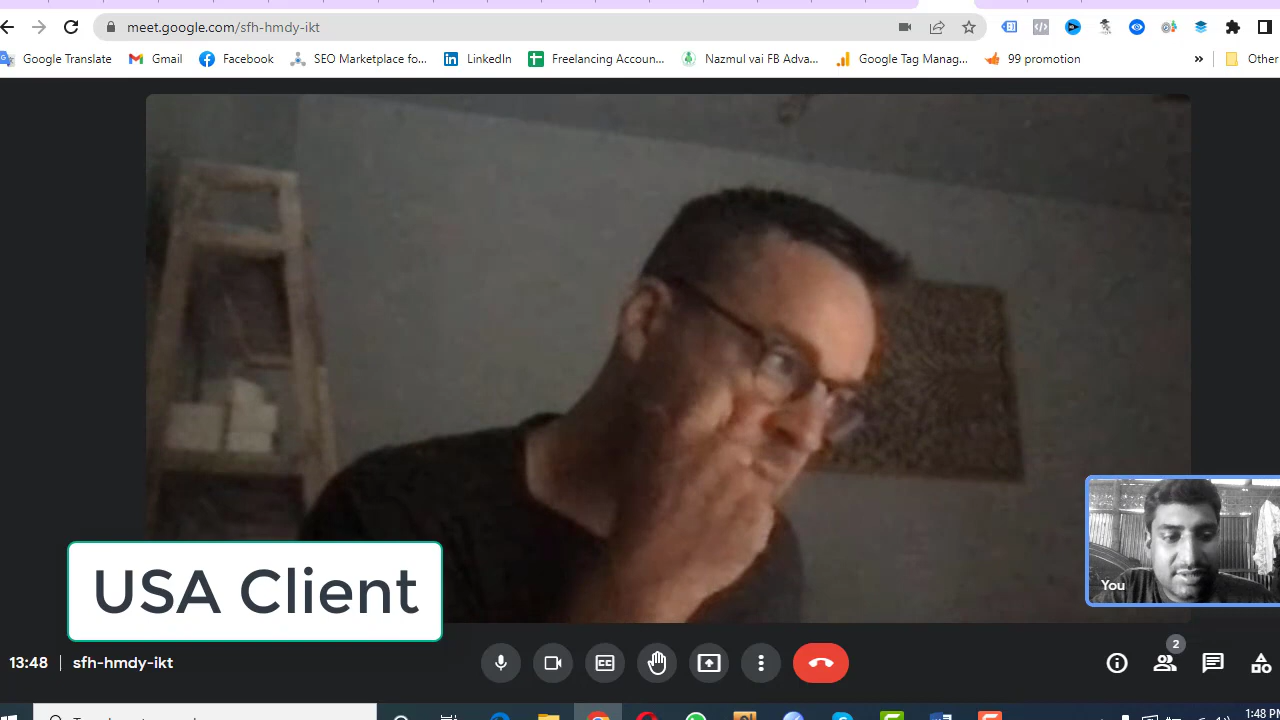 meet.google.com/sfh-hmdy-ikt
Google Translate
Gmail
Facebook
SEO Marketplace fo...
LinkedIn
Freelancing Accoun...
Nazmul vai FB Adva...
Google Tag Manag...
99 promotion
»
Other
You
USA Client
13:48 | sfh-hmdy-ikt
2
1:48 PM